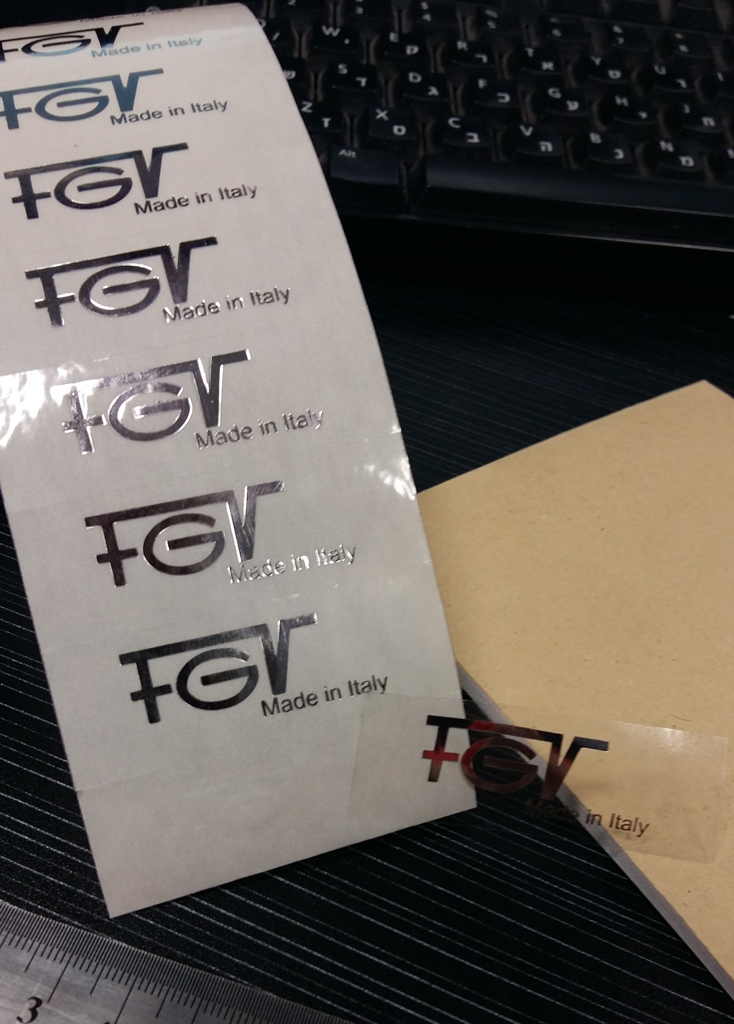 FGV Made in Italy
FGV Made in Italy
FGV Made in Italy
FGV Made in Italy
FGV Made in Italy
FGV Made in Italy
FGV Made in Italy
FGV Made in Italy
W E ק R ר
S ד D ג F כ G ע
Z X ס C ב V ה B נ מ
Alt
3